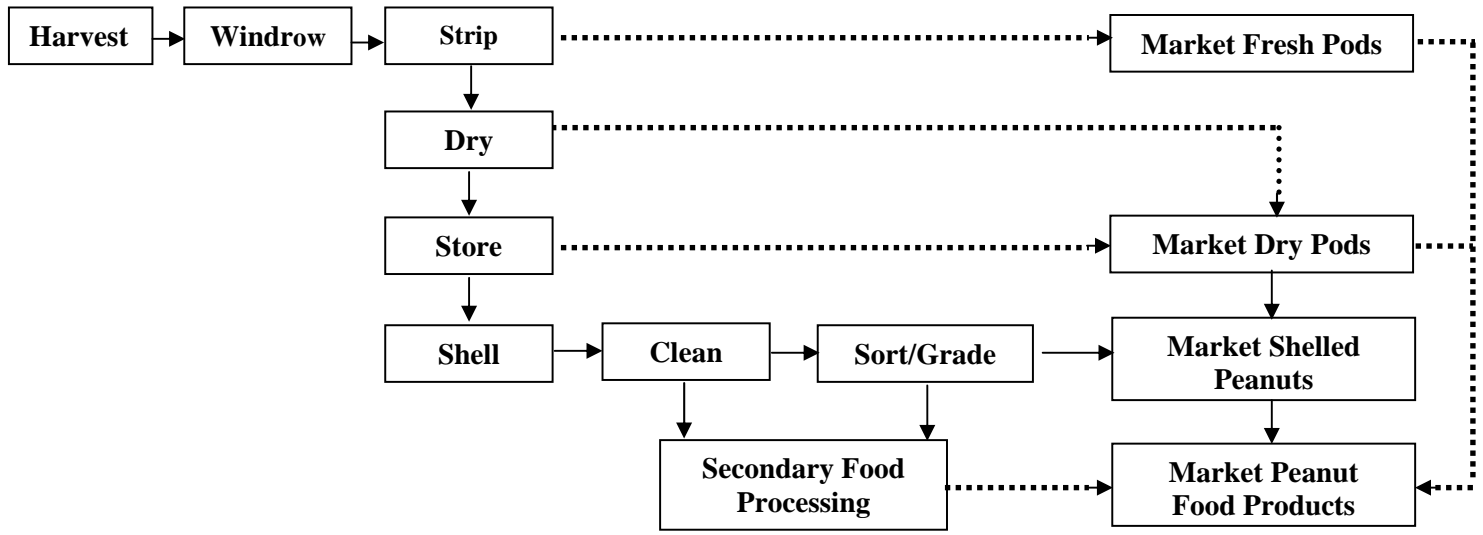 Harvest
Windrow
Strip
Market Fresh Pods
Dry
Store
Market Dry Pods
Shell
Clean
Sort/Grade
Market Shelled
Peanuts
Secondary Food
Processing
Market Peanut
Food Products